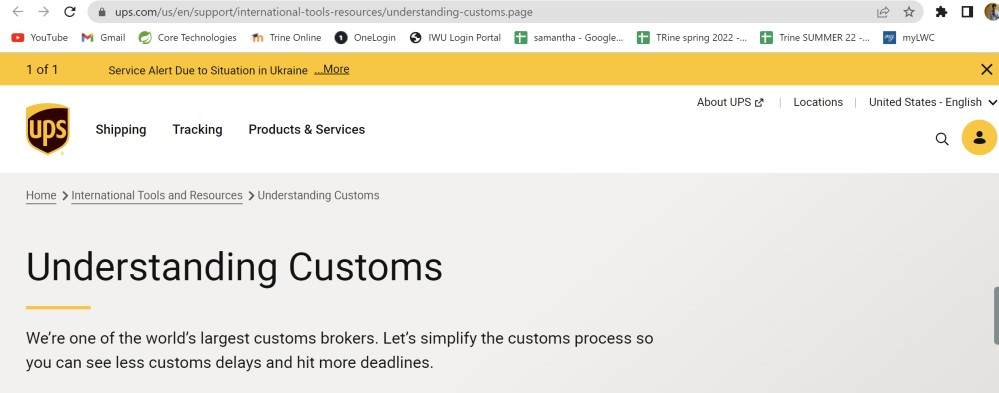 ups.com/us/en/support/international-tools-resources/understanding-customs.page
YouTube Gmail Core Technologies Trine Online OneLogin IWU Login Portal samantha - Google... TRine spring 2022 -... Trine SUMMER 22 -... myLWC
1 of 1 Service Alert Due to Situation in Ukraine ...More
About UPS Locations United States - English
ups Shipping Tracking Products & Services
Home International Tools and Resources Understanding Customs
Understanding Customs
We're one of the world's largest customs brokers. Let's simplify the customs process so
you can see less customs delays and hit more deadlines.